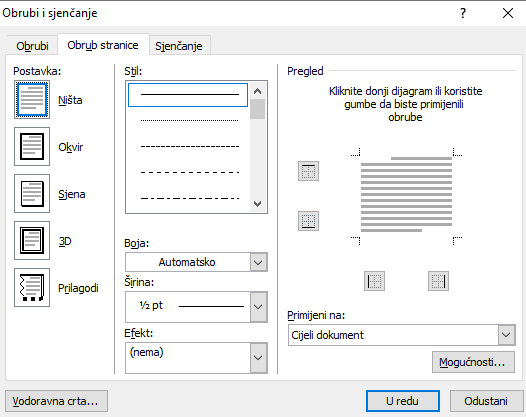 Obrubi i sjenčanje
?
Obrubi
Obrub stranice
Sjenčanje
Postavka:
Ništa
Okvir
Sjena
3D
Prilagodi
Stil:
Boja:
Automatsko
Širina:
½ pt
Efekt:
(nema)
Pregled
Kliknite donji dijagram ili koristite
gumbe da biste primijenili
obrube
Primijeni na:
Cijeli dokument
Mogućnosti...
Vodoravna crta...
U redu
Odustani